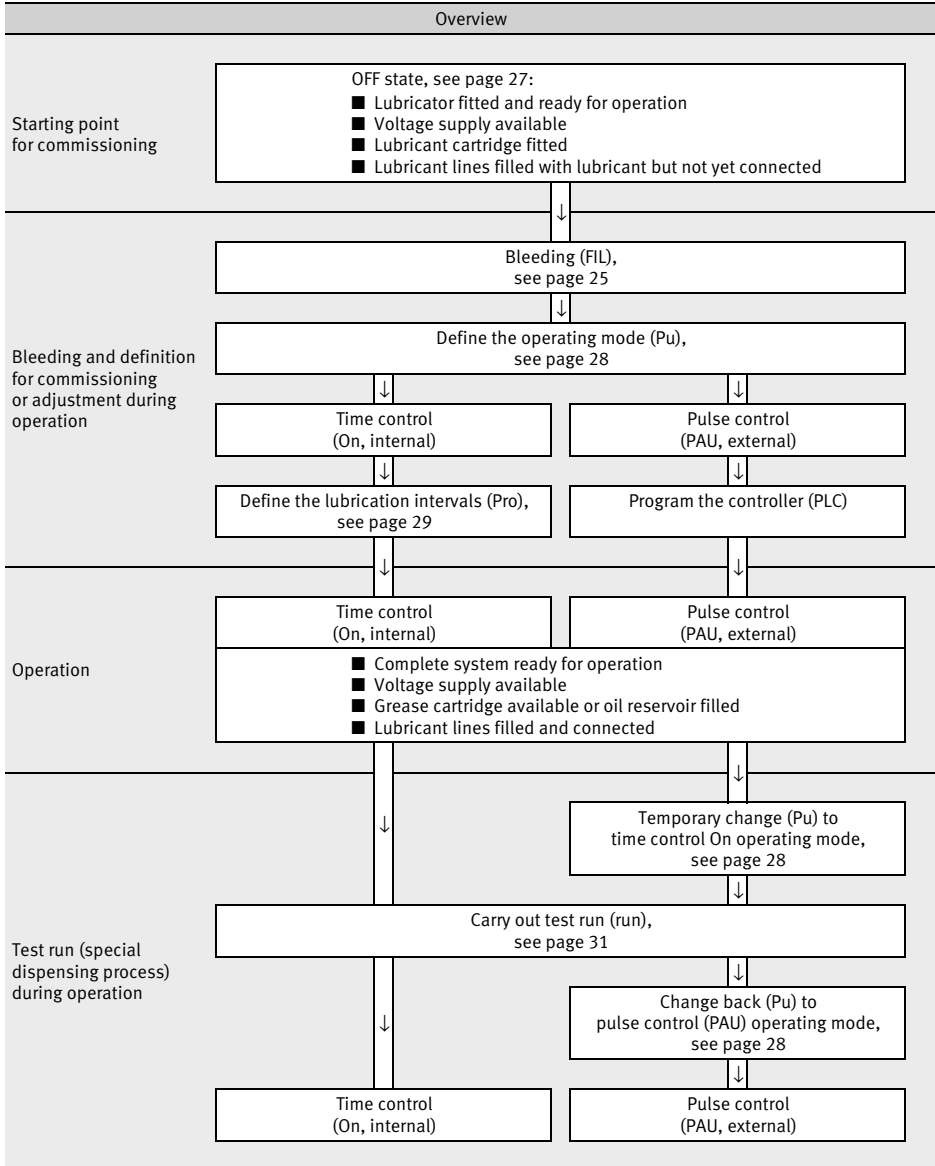 Overview
Starting point
for commissioning
OFF state, see page 27:
■ Lubricator fitted and ready for operation
■ Voltage supply available
■ Lubricant cartridge fitted
■ Lubricant lines filled with lubricant but not yet connected
↓
Bleeding and definition
for commissioning
or adjustment during
operation
Bleeding (FIL),
see page 25
↓
Define the operating mode (Pu),
see page 28
↓ ↓
Time control
(On, internal)
Pulse control
(PAU, external)
↓ ↓
Define the lubrication intervals (Pro),
see page 29
Program the controller (PLC)
↓ ↓
Operation
Time control
(On, internal)
Pulse control
(PAU, external)
■ Complete system ready for operation
■ Voltage supply available
■ Grease cartridge available or oil reservoir filled
■ Lubricant lines filled and connected
↓
Test run (special
dispensing process)
during operation
↓
Temporary change (Pu) to
time control On operating mode,
see page 28
↓
Carry out test run (run),
see page 31
↓
↓
Change back (Pu) to
pulse control (PAU) operating mode,
see page 28
↓
Time control
(On, internal)
Pulse control
(PAU, external)